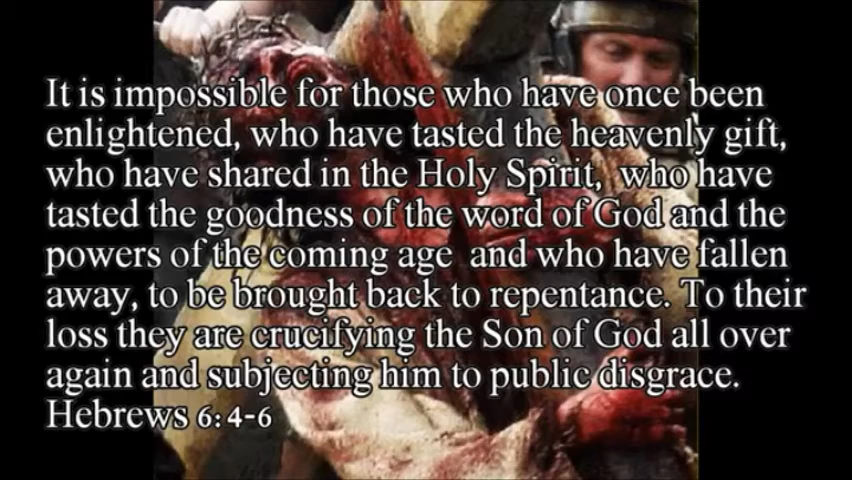 It is impossible for those who have once been
enlightened, who have tasted the heavenly gift,
who have shared in the Holy Spirit, who have
tasted the goodness of the word of God and the
powers of the coming age and who have fallen
away, to be brought back to repentance. To their
loss they are crucifying the Son of God all over
again and subjecting him to public disgrace.
Hebrews 6:4-6